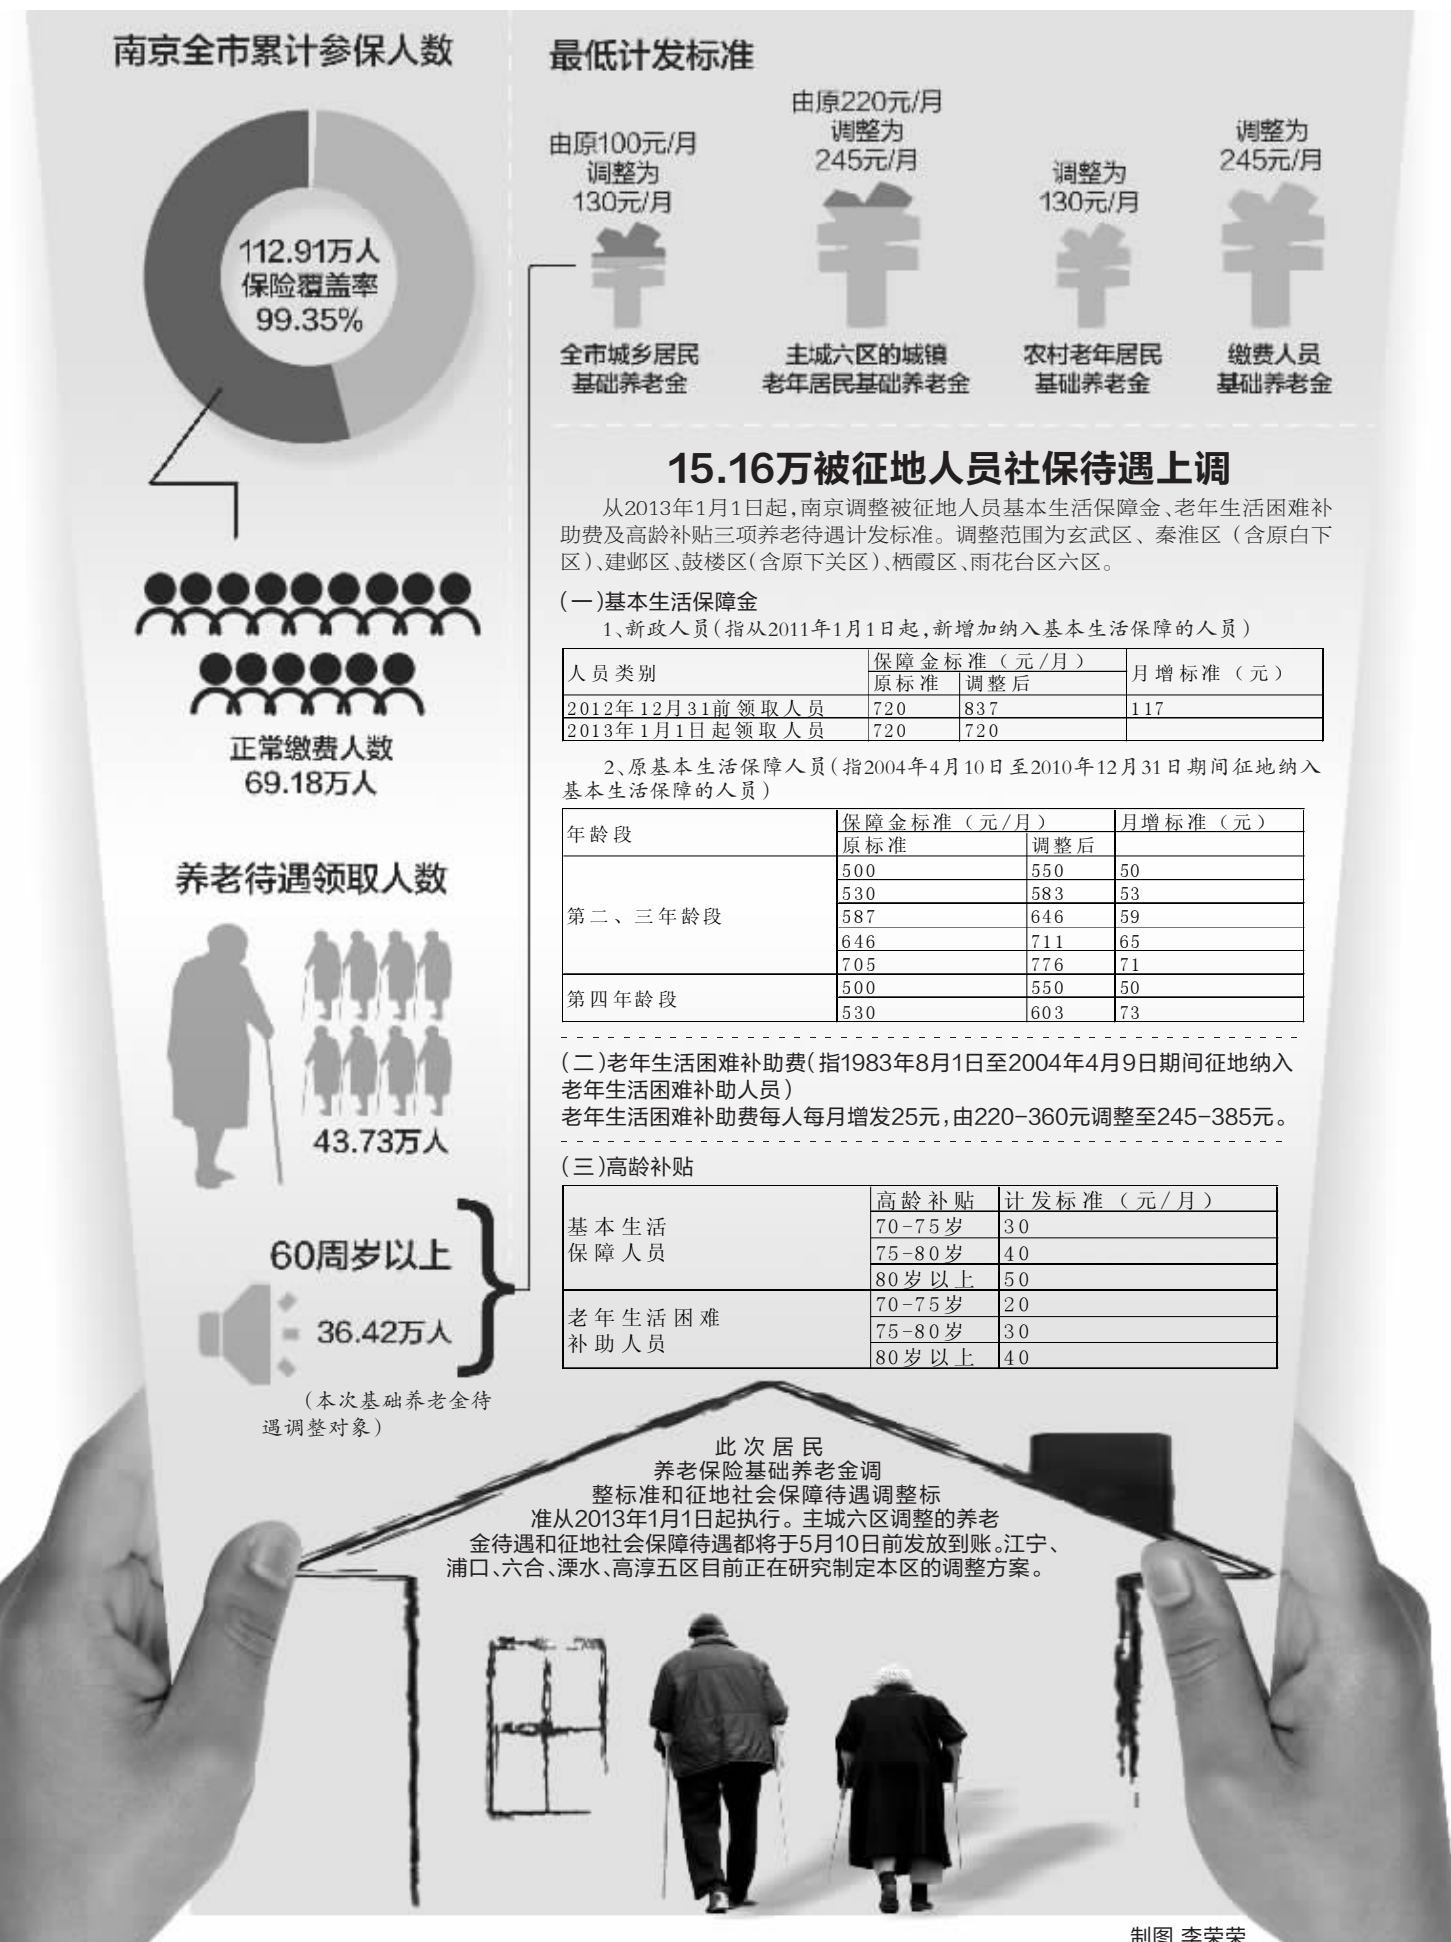 南京全市累计参保人数
112.91万人
保险覆盖率
99.35%
正常缴费人数
69.18万人
养老待遇领取人数
43.73万人
60周岁以上
36.42万人
(本次基础养老金待
遇调整对象)
最低计发标准
由原100元/月
调整为
130元/月
全市城乡居民
基础养老金
由原220元/月
调整为
245元/月
主城六区的城镇
老年居民基础养老金
调整为
130元/月
农村老年居民
基础养老金
调整为
245元/月
缴费人员
基础养老金
15.16万被征地人员社保待遇上调
从2013年1月1日起,南京调整被征地人员基本生活保障金、老年生活困难补
助费及高龄补贴三项养老待遇计发标准。调整范围为玄武区、秦淮区(含原白下
区)、建邺区、鼓楼区(含原下关区)、栖霞区、雨花台区六区。
(一)基本生活保障金
1、新政人员(指从2011年1月1日起,新增加纳入基本生活保障的人员)
人员类别 保障金标准(元/月) 月增标准(元)
原标准 调整后
2012年12月31前领取人员 720 837 117
2013年1月1日起领取人员 720 720
2、原基本生活保障人员(指2004年4月10日至2010年12月31日期间征地纳入
基本生活保障的人员)
年龄段 保障金标准(元/月) 月增标准(元)
原标准 调整后
第二、三年龄段 500 550 50
530 583 53
587 646 59
646 711 65
705 776 71
第四年龄段 500 550 50
530 603 73
(二)老年生活困难补助费(指1983年8月1日至2004年4月9日期间征地纳入
老年生活困难补助人员)
老年生活困难补助费每人每月增发25元,由220-360元调整至245-385元。
(三)高龄补贴
高龄补贴 计发标准(元/月)
基本生活
保障人员
70-75岁 30
75-80岁 40
80岁以上 50
老年生活困难
补助人员
70-75岁 20
75-80岁 30
80岁以上 40
此次居民
养老保险基础养老金调
整标准和征地社会保障待遇调整标
准从2013年1月1日起执行。主城六区调整的养老
金待遇和征地社会保障待遇都将于5月10日前发放到账。江宁、
浦口、六合、溧水、高淳五区目前正在研究制定本区的调整方案。
制图 李荣荣